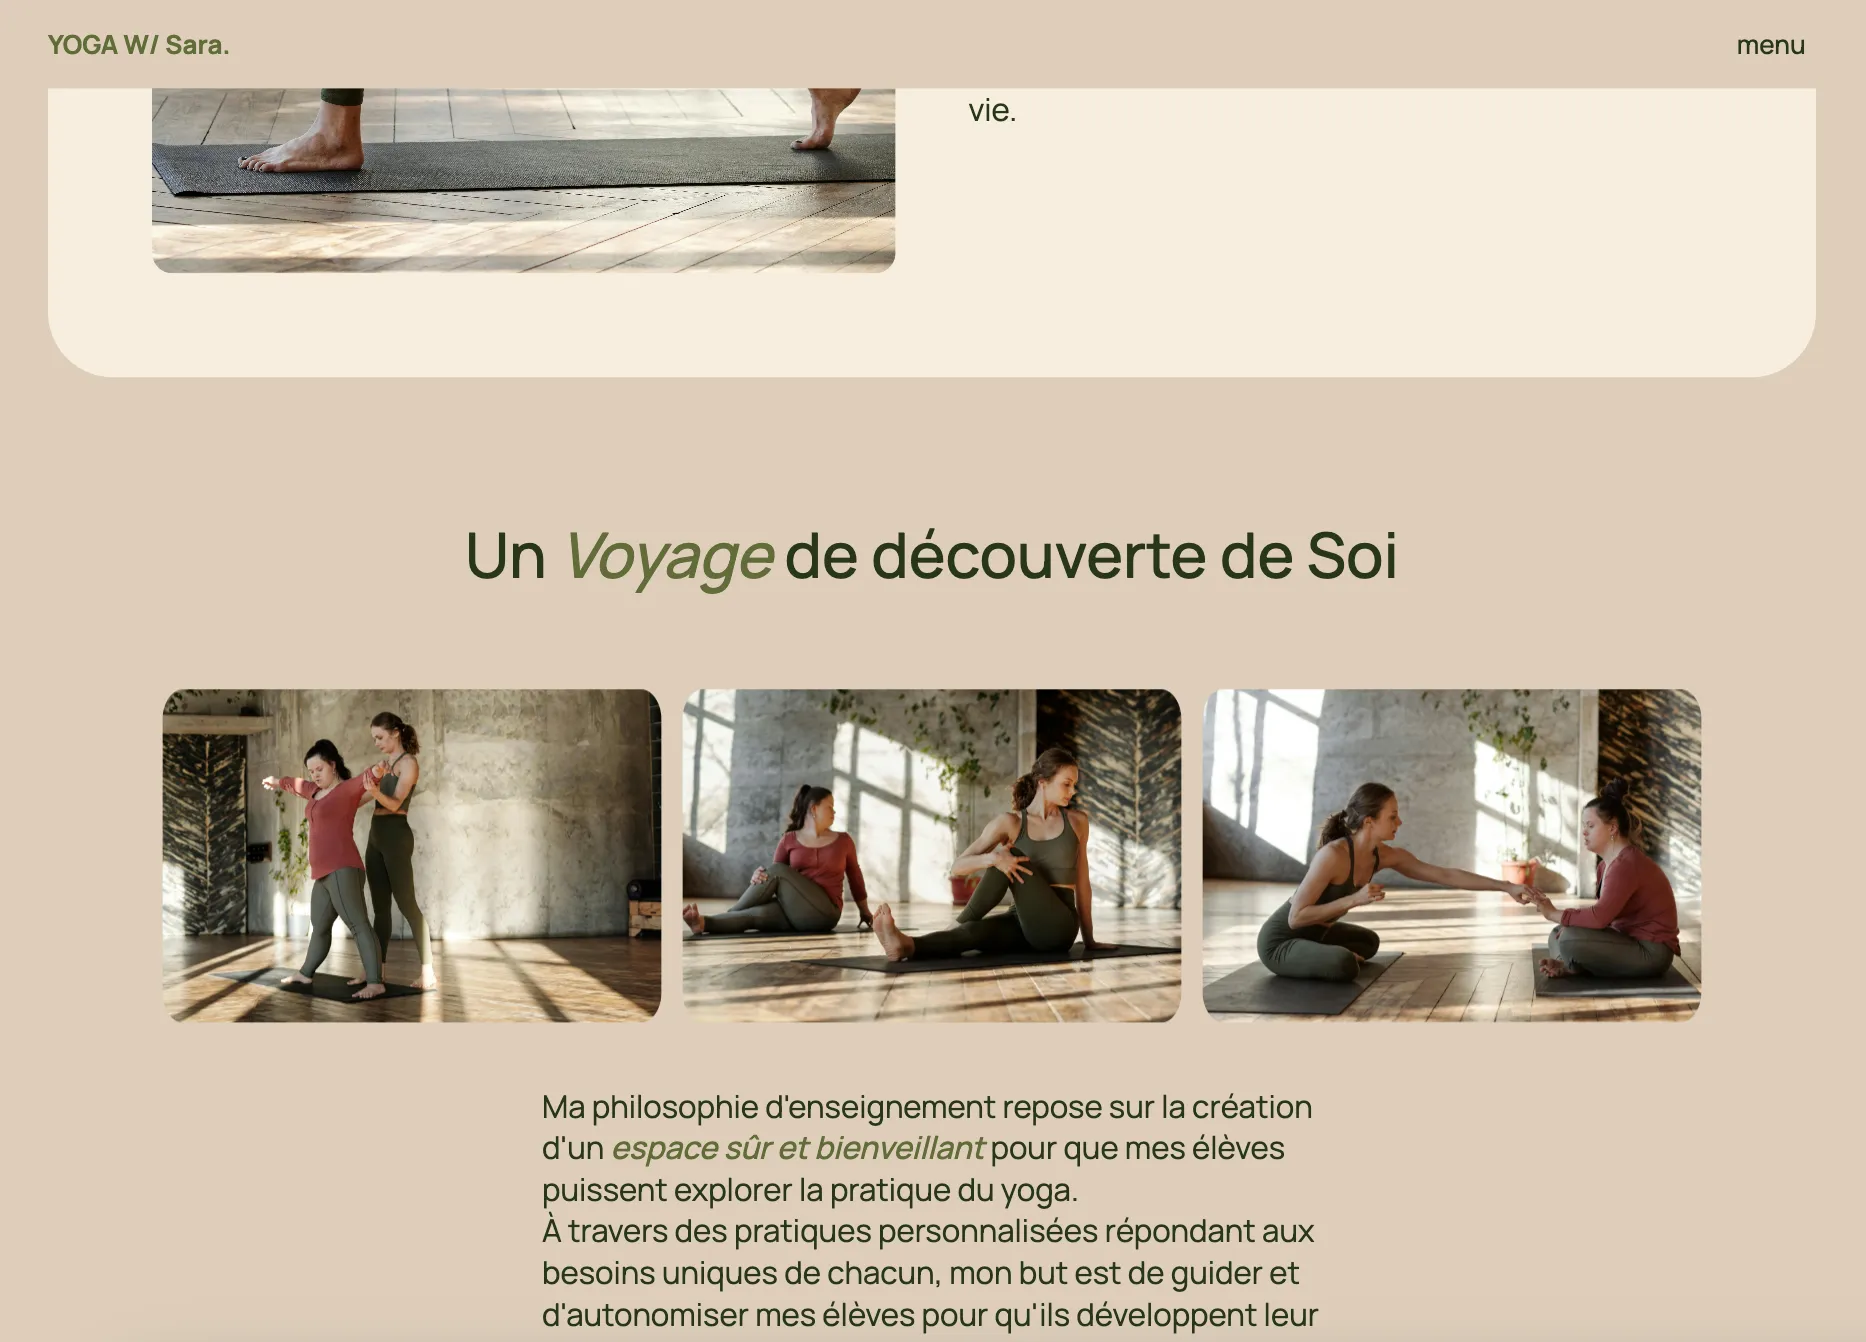 YOGA W/ Sara.
menu
vie.
Un Voyage de découverte de Soi
Ma philosophie d'enseignement repose sur la création
d'un espace sûr et bienveillant pour que mes élèves
puissent explorer la pratique du yoga.
À travers des pratiques personnalisées répondant aux
besoins uniques de chacun, mon but est de guider et
d'autonomiser mes élèves pour qu'ils développent leur